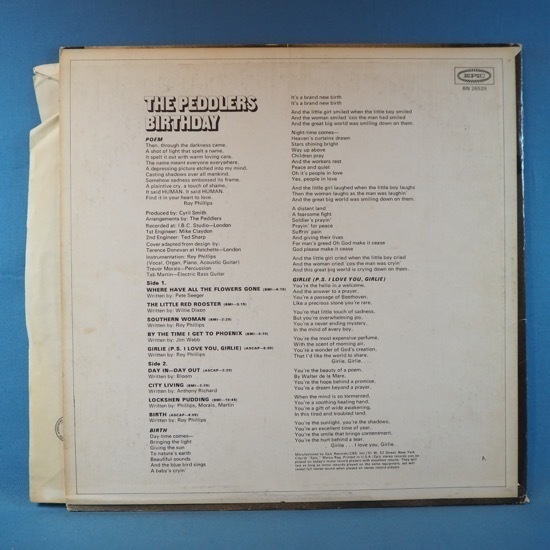 THE PEDDLERS
BIRTHDAY
POEM
Then, through the darkness came,
A shot of light that spelt a name,
It spelt it out with warm loving care,
The name meant everyone everywhere,
A depressing picture etched into my mind,
Casting shadows over all mankind,
Somehow sadness embossed its frame,
A plaintive cry, a touch of shame,
It said HUMAN, it said HUMAN,
Find it in your heart to love.
Roy Phillips
Produced by: Cyril Smith
Arrangements by: The Peddlers
Recorded at: I.B.C. Studio—London
1st Engineer: Mike Claydon
2nd Engineer: Ted Sharp
Cover adapted from design by:
Terence Donovan at Hatchetts—London
Instrumentation: Roy Phillips
(Vocal, Organ, Piano, Acoustic Guitar)
Trevor Morais—Percussion
Tab Martin—Electric Bass Guitar
Side 1.
WHERE HAVE ALL THE FLOWERS GONE
Written by: Pete Seeger
THE LITTLE RED ROOSTER
Written by: Willie Dixon
SOUTHERN WOMAN
Written by: Roy Phillips
BY THE TIME I GET TO PHOENIX
Written by: Jim Webb
GIRLIE (P.S. I LOVE YOU, GIRLIE)
Written by: Roy Phillips
Side 2.
DAY IN—DAY OUT
Written by: Bloom
CITY LIVING
Written by: Anthony Richard
LOCKSHEN PUDDING
Written by: Phillips, Morais, Martin
BIRTH
Written by: Roy Phillips
BIRTH
Day time comes—
Bringing the light
Giving the sun
To nature's earth
Beautiful sounds
And the blue bird sings
A baby's cryin'
It's a brand new birth
It's a brand new birth
And the little girl smiled when the little boy smiled
And the woman smiled 'cos the man had smiled
And the great big world was smiling down on them.
Night-time comes—
Heaven's curtains drawn
Stars shining bright
Way up above
Children pray
And the workers rest
Peace and quiet
Oh it's people in love
Yes, people in love
And the little girl laughed when the little boy laughed
Then the woman laughs as the man was laughin'
And the great big world was smiling down on them.
A distant land
A fearsome fight
Soldier's prayin'
Prayin' for peace
Suff'rin' pain
And giving their lives
For man's greed Oh God make it cease
God please make it cease
And the little girl cried when the little boy cried
And the woman cried 'cos the man was cryin'
And this great big world is crying down on them.
GIRLIE (P.S. I LOVE YOU, GIRLIE)
You're the hello in a welcome,
And the answer to a prayer,
You're a passage of Beethoven,
Like a precious stone you're rare.
You're that little touch of sadness,
But you're overwhelming joy,
You're a never ending mystery,
In the mind of every boy.
You're the most expensive perfume,
With the scent of morning air,
You're a wonder of God's creation,
That I'd like the world to share.
Girlie, Girlie....
You're the beauty of a poem,
By Walter de la Mare,
You're the hope behind a promise,
You're a dream beyond a prayer.
When the mind is so tormented,
You're a soothing healing hand,
You're a gift of wide awakening,
In this tired and troubled land.
You're the sunlight, you're the shadows,
You're an excellent time of year,
You're the smile that brings contentment,
You're the hurt behind a tear.
Girlie... I love you, Girlie...
EPIC
BN 26525